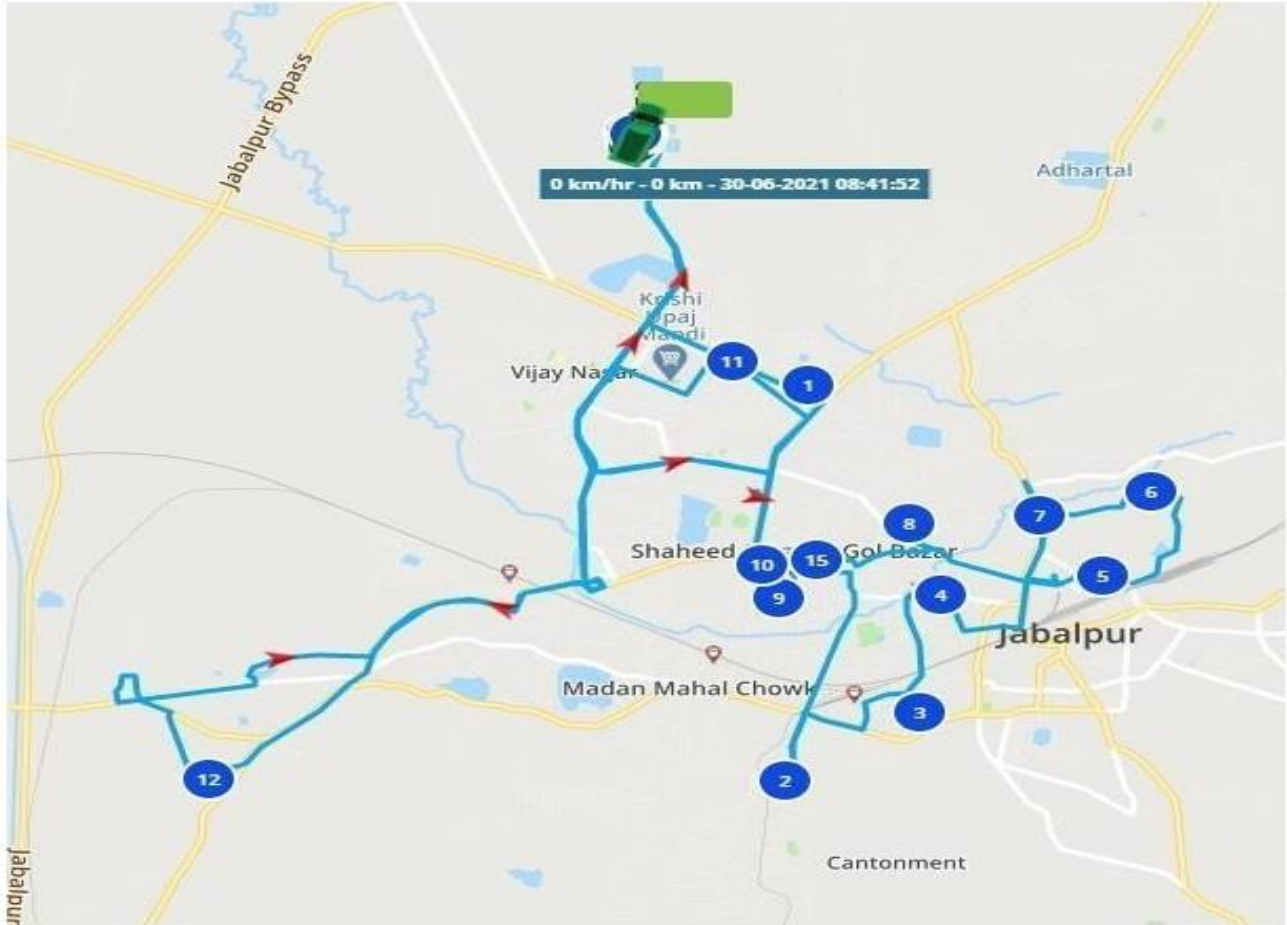 Jabalpur Bypass
Adhartal
0 km/hr - 0 km - 30-06-2021 08:41:52
Krishi
Upaj
Mandi
11
Vijay Nagar
1
6
7
8
Shaheed
Gol Bazar
10
15
5
9
4
Jabalpur
Madan Mahal Chowk
3
12
2
Cantonment
Jabalpur